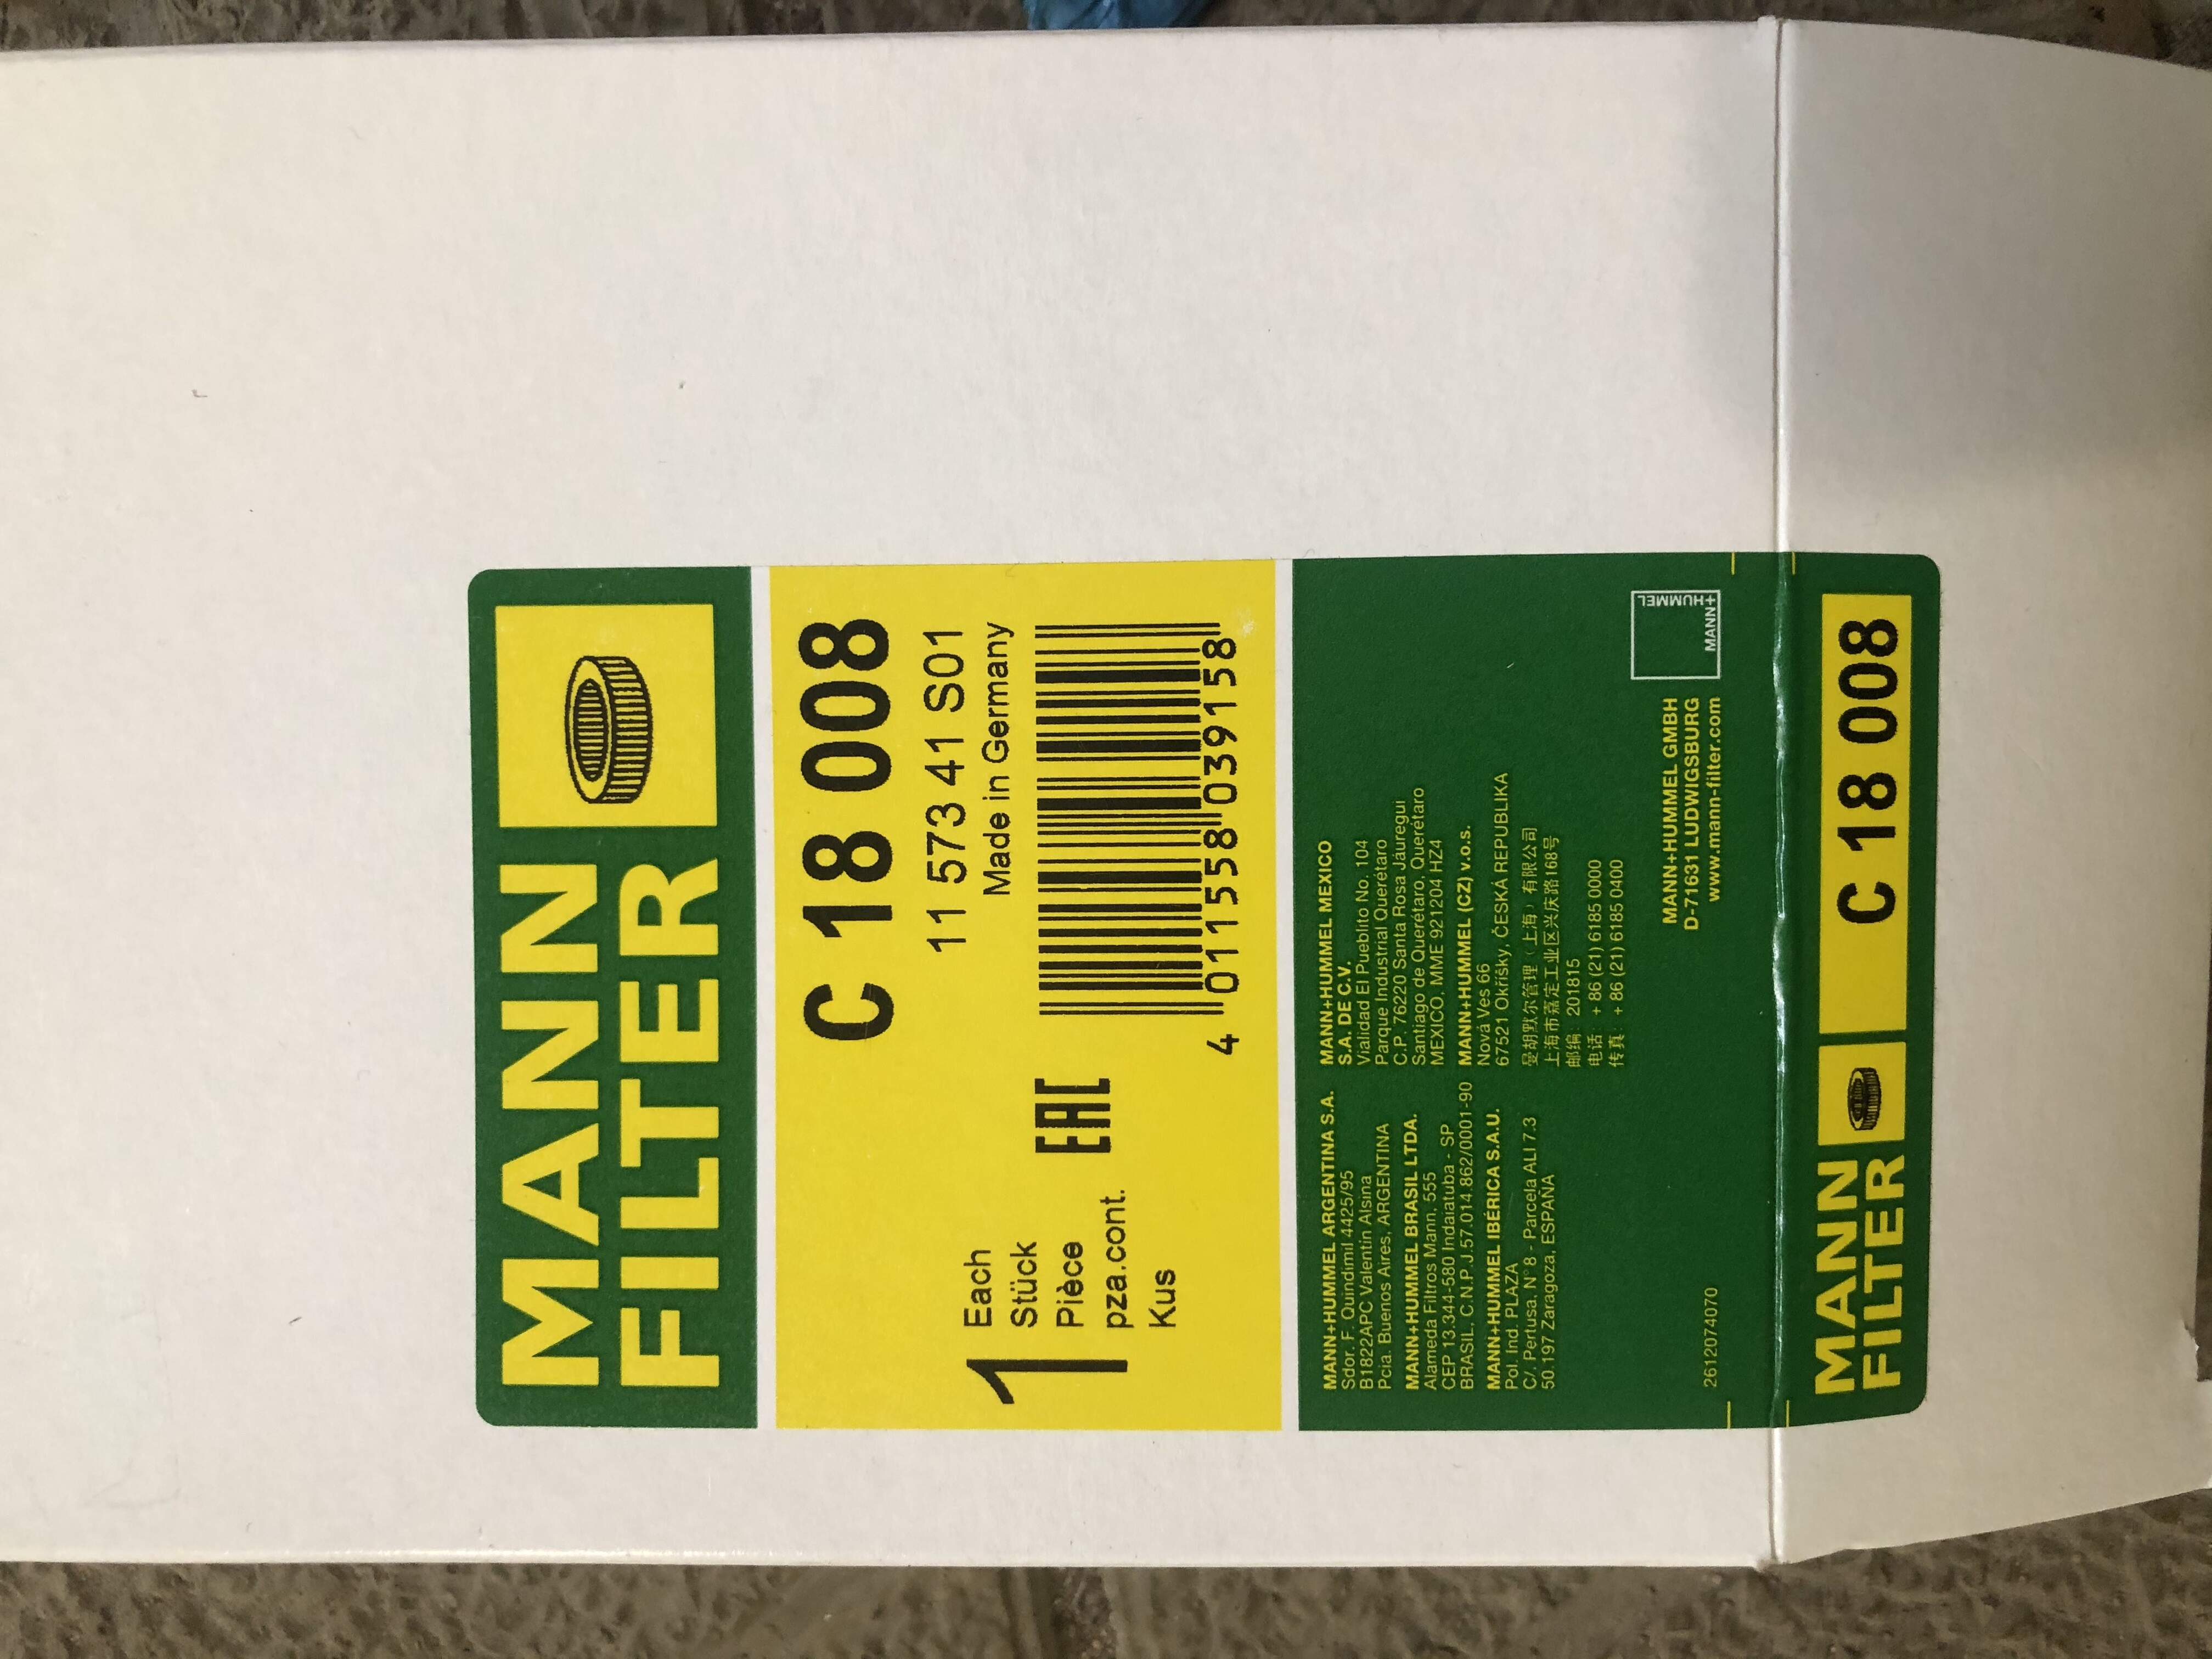 MANN
FILTER
C 18 008
11 573 41 S01
Made in Germany
1
Each
Stück
Pièce
pza.cont.
Kus
EAC
4 011558 039158
MANN+HUMMEL ARGENTINA S.A.
Sdor. F. Quindimil 4425/95
B1822APC Valentin Alsina
Pcia. Buenos Aires, ARGENTINA
MANN+HUMMEL BRASIL LTDA.
Alameda Filtros Mann, 555
CEP 13.344-580 Indaiatuba - SP
BRASIL, C.N.P.J.57.014.862/0001-90
MANN+HUMMEL IBÉRICA S.A.U.
Pol. Ind. PLAZA
C/. Pertusa, N° 8 - Parcela ALI 7.3
50.197 Zaragoza, ESPAÑA
MANN+HUMMEL MEXICO
S.A. DE C.V.
Vialidad El Pueblito No. 104
Parque Industrial Querétaro
C.P. 76220 Santa Rosa Jáuregui
Santiago de Querétaro, Querétaro
MEXICO, MME 921204 HZ4
MANN+HUMMEL (CZ) v.o.s.
Nová Ves 66
67521 Okříšky, ČESKÁ REPUBLIKA
曼胡默尔管理（上海）有限公司
上海市嘉定工业区兴庆路168号
邮编: 201815
电话: + 86 (21) 6185 0000
传真: + 86 (21) 6185 0400
MANN+HUMMEL GMBH
D-71631 LUDWIGSBURG
www.mann-filter.com
MANN+
HUMMEL
2612074070
MANN
FILTER
C 18 008